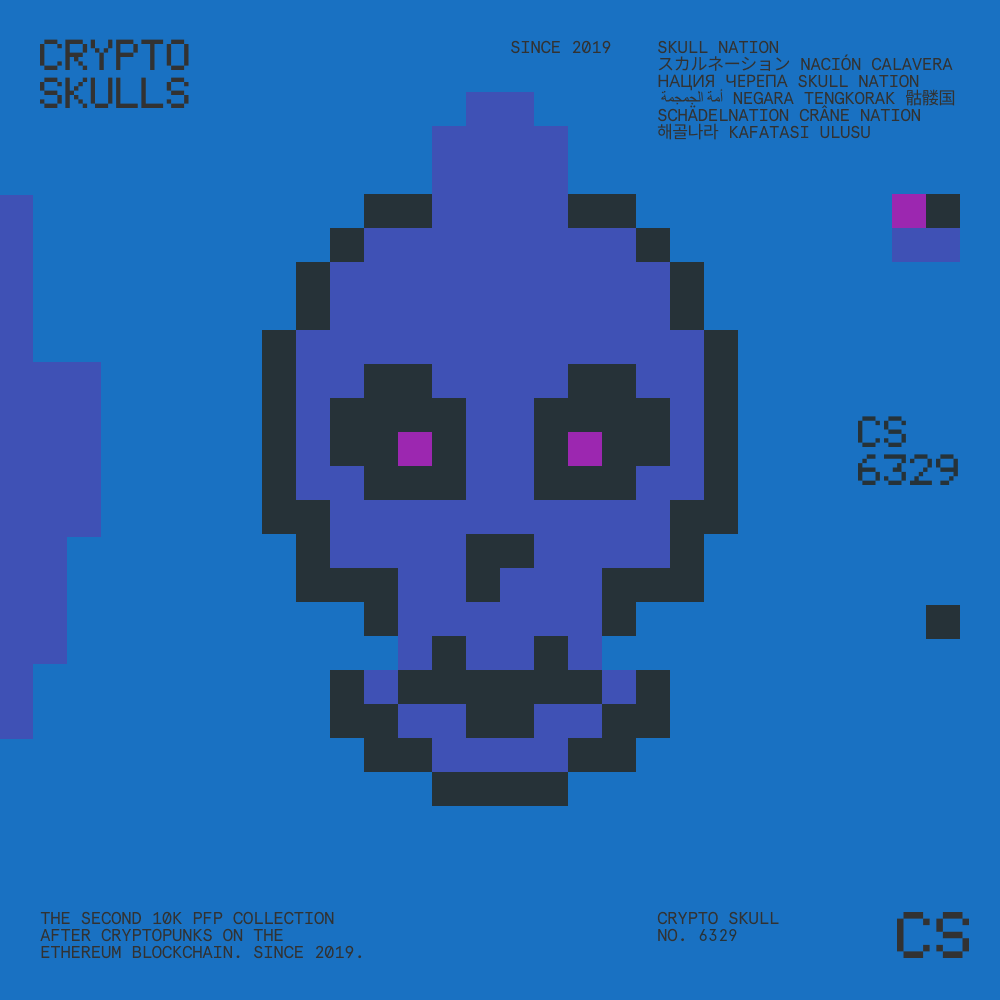 CRYPTO
SKULLS
SINCE 2019
SKULL NATION
スカルネーション NACIÓN CALAVERA
НАЦИЯ ЧЕРЕПА SKULL NATION
أمة الجمجمة NEGARA TENGKORAK 骷髅国
SCHÄDELNATION CRÂNE NATION
해골나라 KAFATASI ULUSU
CS
6329
THE SECOND 10K PFP COLLECTION
AFTER CRYPTOPUNKS ON THE
ETHEREUM BLOCKCHAIN. SINCE 2019.
CRYPTO SKULL
NO. 6329
CS